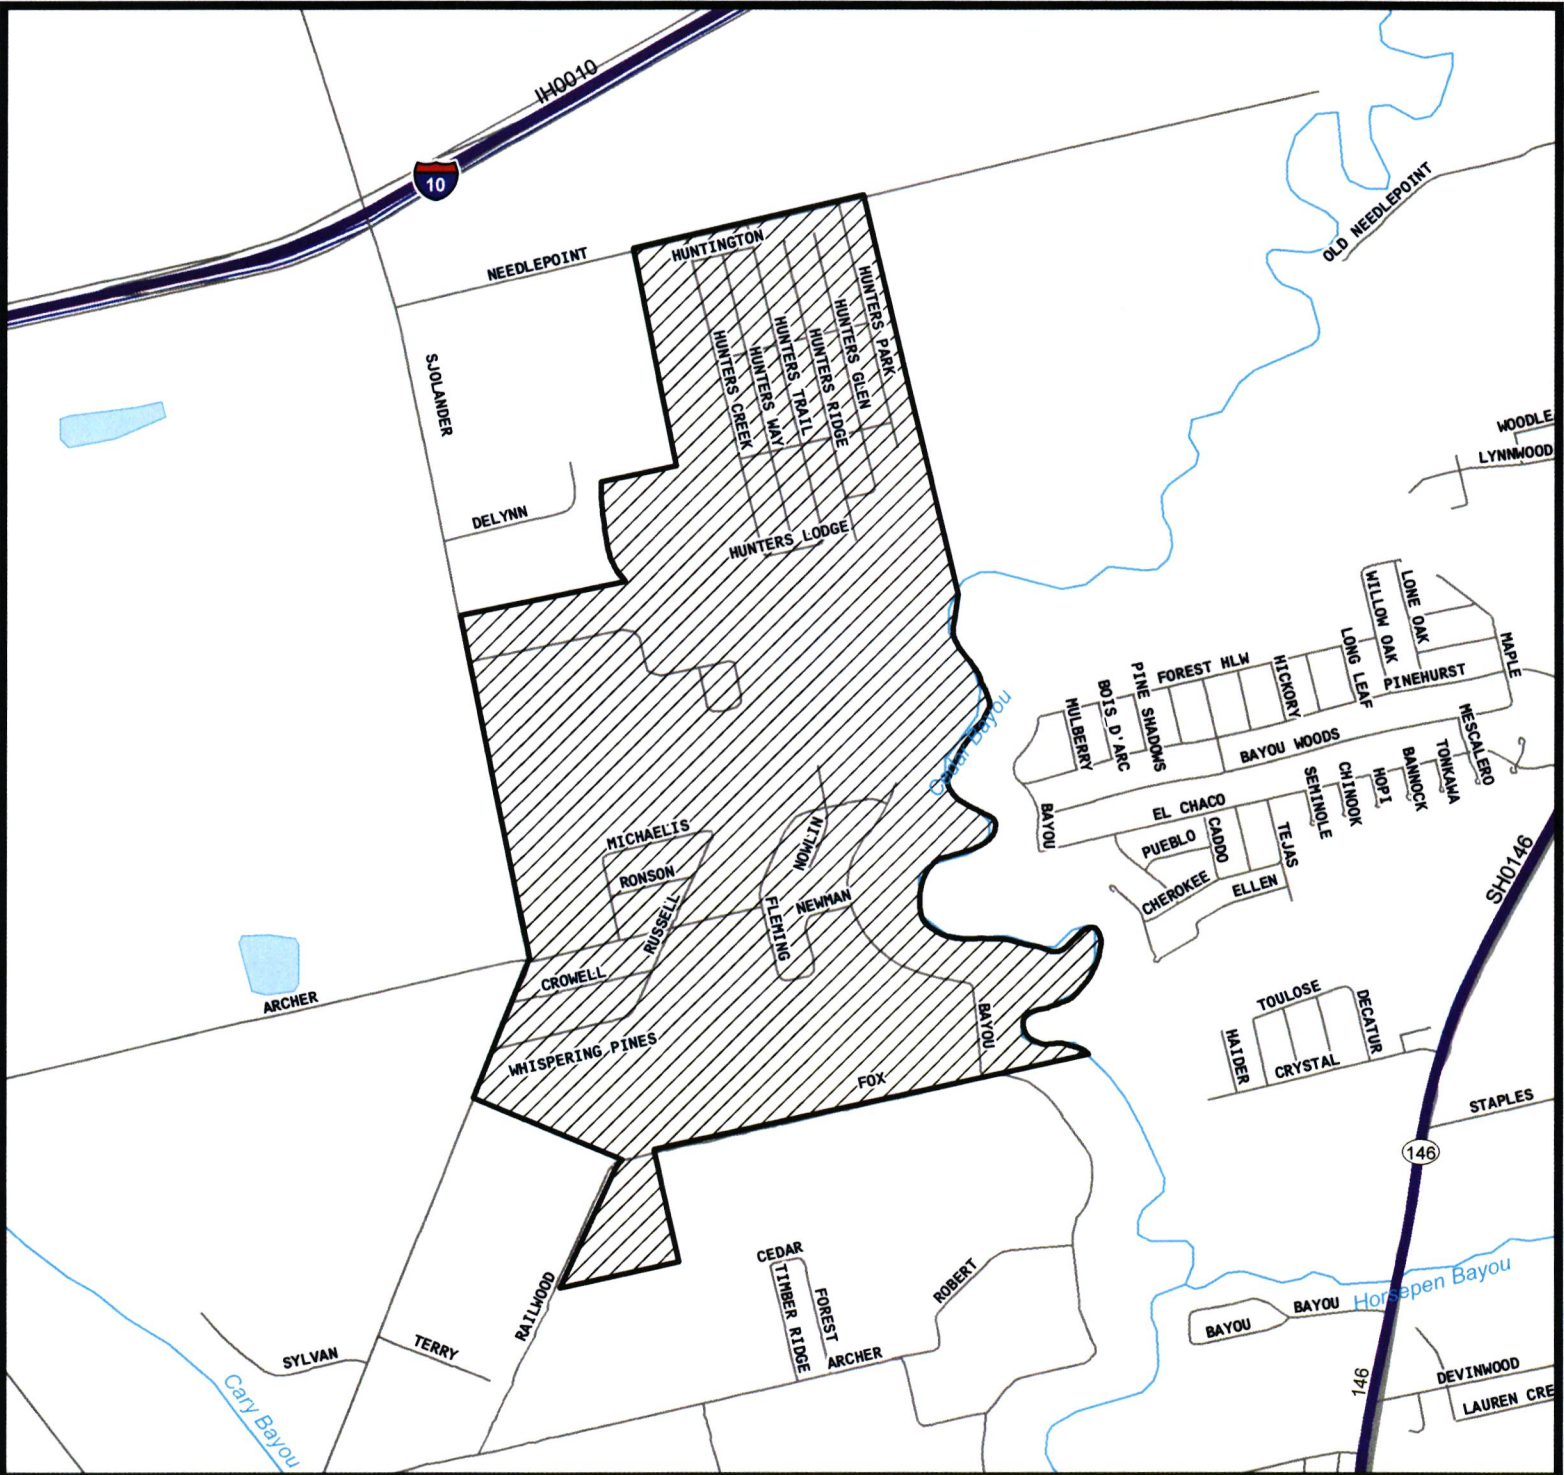 IH0010
10
OLD NEEDLEPOINT
NEEDLEPOINT
HUNTINGTON
HUNTERS PARK
HUNTERS GLEN
HUNTERS RIDGE
HUNTERS TRAIL
HUNTERS WAY
HUNTERS CREEK
SJOLANDER
WOODLE
LYNNWOOD
DELYNN
HUNTERS LODGE
LONE OAK
WILLOW OAK
LONG LEAF
MAPLE
HICKORY
FOREST HLW
PINE SHADOWS
BOIS_D'ARC
MULBERRY
PINEHURST
Cedar Bayou
BAYOU WOODS
MESCALERO
TONKAWA
BANNOCK
HOPI
CHINOOK
SEMINOLE
BAYOU
EL CHACO
PUEBLO
CADDO
TEJAS
MICHAELIS
NOWLIN
RONSON
CHEROKEE
ELLEN
SH0146
RUSSELL
FLEMING
NEWMAN
CROWELL
ARCHER
TOULOSE
DECATUR
BAYOU
HAIDER
CRYSTAL
WHISPERING PINES
FOX
STAPLES
146
CEDAR
TIMBER RIDGE
FOREST
ROBERT
RAILWOOD
Horsepen Bayou
BAYOU
BAYOU
SYLVAN
TERRY
ARCHER
146
DEVINWOOD
LAUREN CRE
Cary Bayou